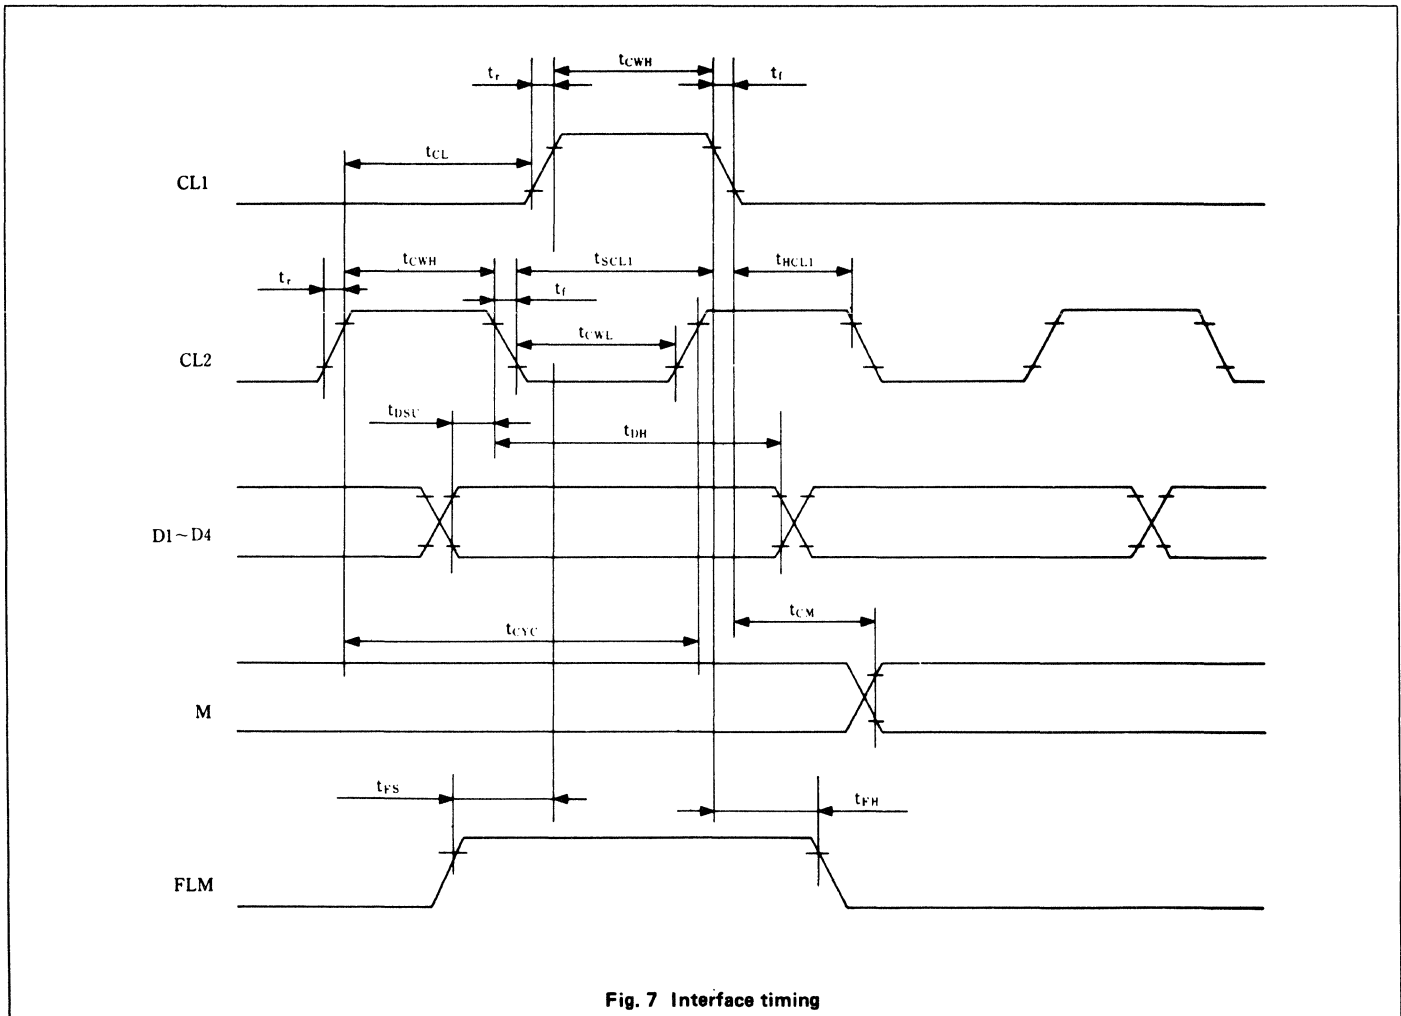 tCWH
tr
tf
tCL
CL1
tCWH
tSCL1
tHCL1
tr
tf
tCWL
CL2
tDSU
tDH
D1~D4
tCM
tCYC
M
tFS
tFH
FLM
Fig. 7 Interface timing